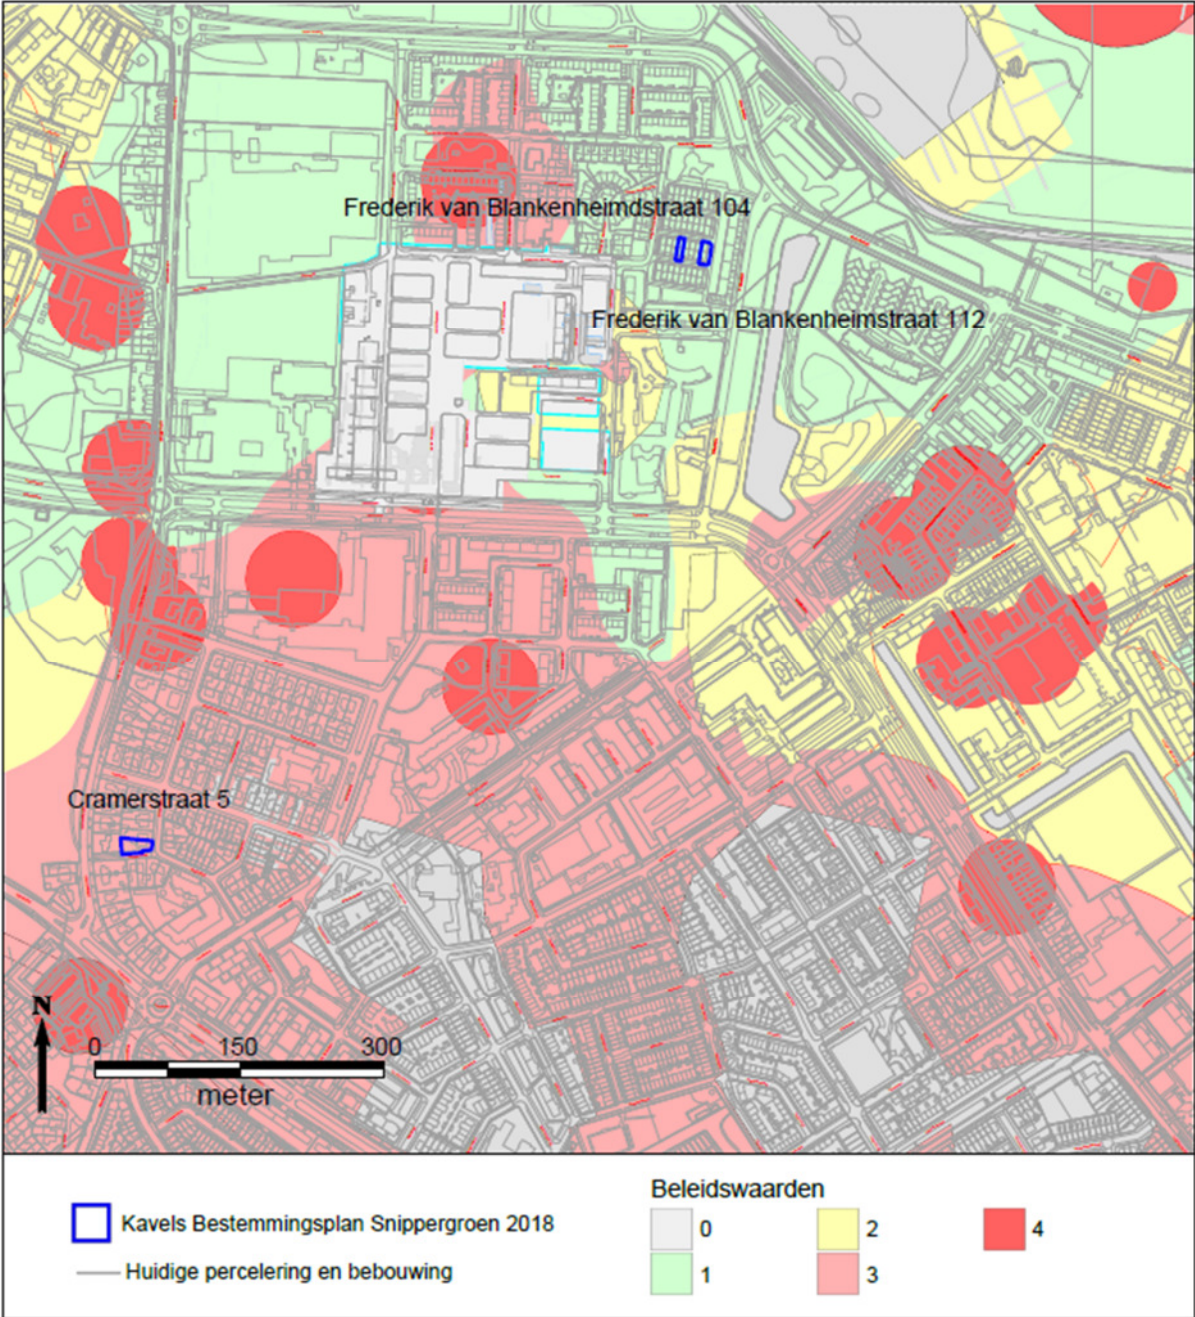 Frederik van Blankenheimdstraat 104
Frederik van Blankenheimstraat 112
Cramerstraat 5
N
0 150 300
meter
Kavels Bestemmingsplan Snippergroen 2018
Huidige percelering en bebouwing
Beleidswaarden
0 2 4
1 3